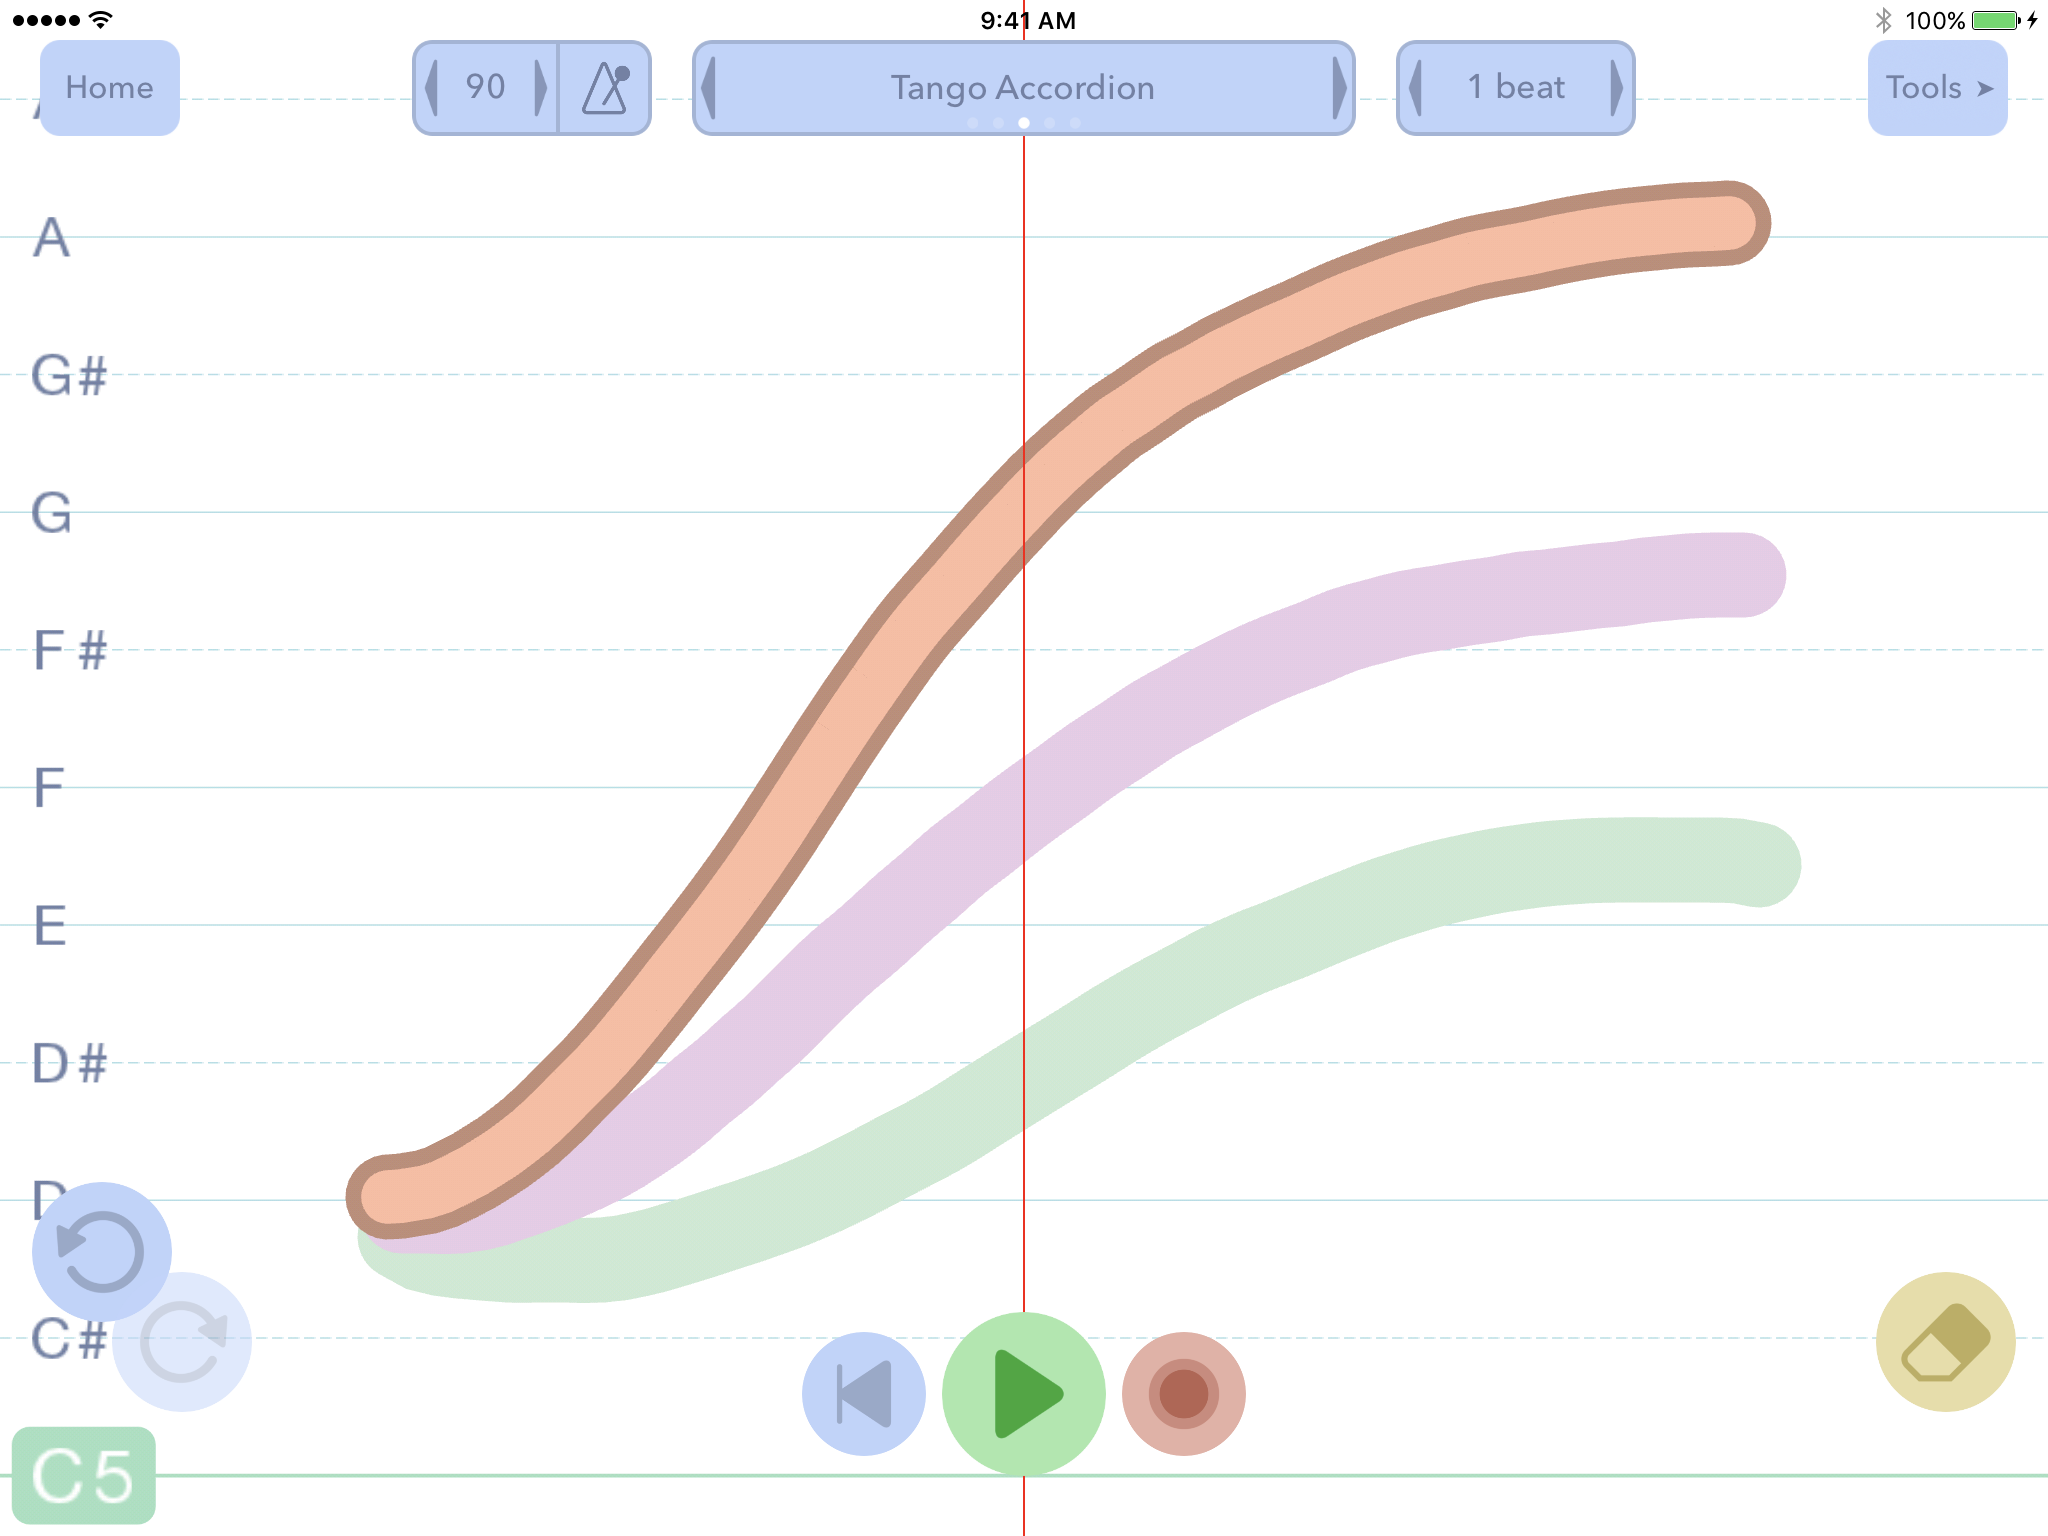 9:41 AM
100%
Home
90
Tango Accordion
1 beat
Tools ➤
A
G#
G
F#
F
E
D#
D
C#
C5